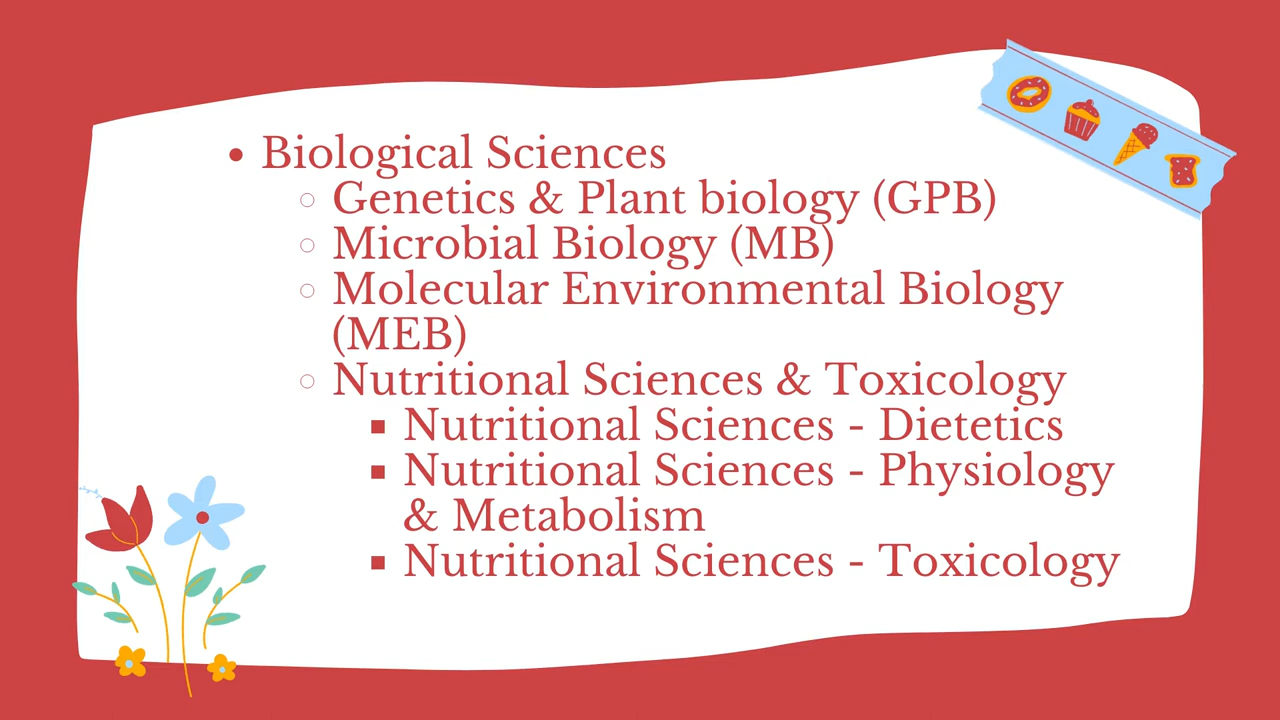 • Biological Sciences
○ Genetics & Plant biology (GPB)
○ Microbial Biology (MB)
○ Molecular Environmental Biology
(MEB)
○ Nutritional Sciences & Toxicology
▪ Nutritional Sciences - Dietetics
▪ Nutritional Sciences - Physiology
& Metabolism
▪ Nutritional Sciences - Toxicology